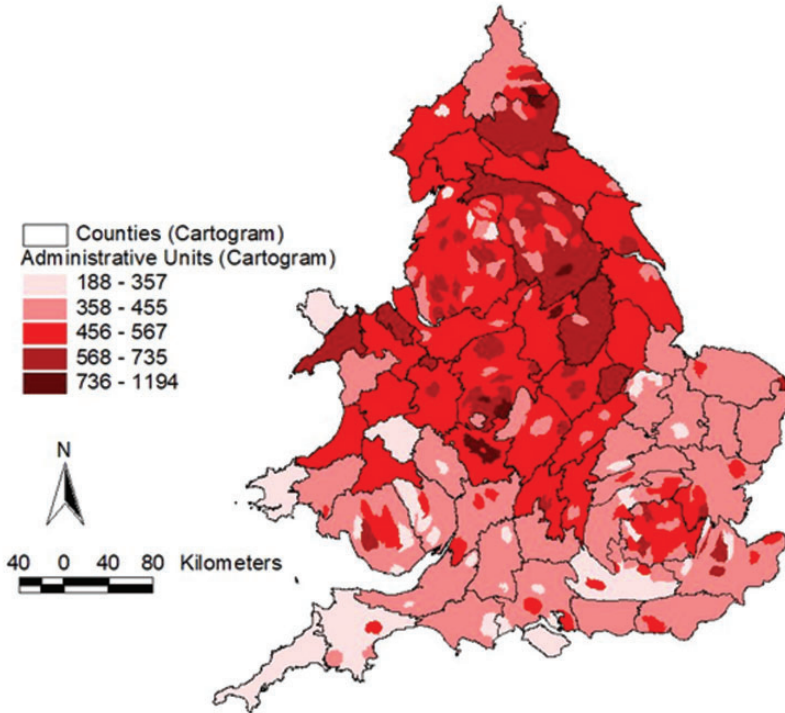 Counties (Cartogram)
Administrative Units (Cartogram)
188 - 357
358 - 455
456 - 567
568 - 735
736 - 1194
N
40 0 40 80 Kilometers